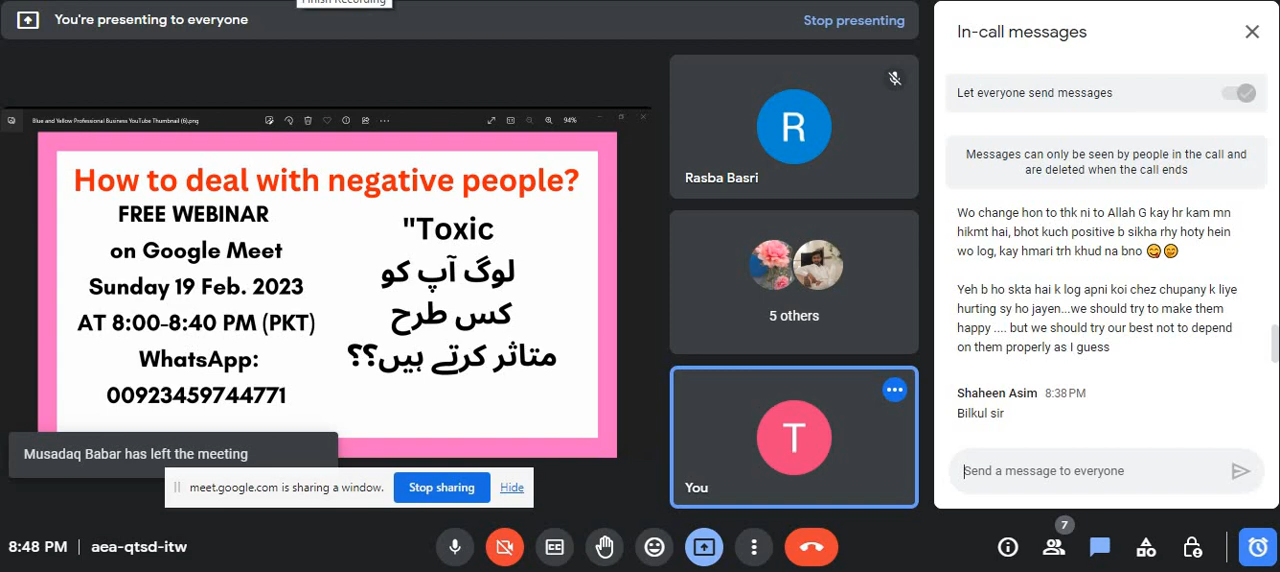 Finish Recording
You're presenting to everyone
Stop presenting
Blue and Yellow Professional Business YouTube Thumbnail (6).png
94%
How to deal with negative people?
FREE WEBINAR
on Google Meet
Sunday 19 Feb. 2023
AT 8:00-8:40 PM (PKT)
WhatsApp:
00923459744771
"Toxic
لوگ آپ کو
کس طرح
متاثر کرتے ہیں؟؟
Musadaq Babar has left the meeting
meet.google.com is sharing a window.
Stop sharing
Hide
R
Rasba Basri
5 others
T
You
In-call messages
Let everyone send messages
Messages can only be seen by people in the call and
are deleted when the call ends
Wo change hon to thk ni to Allah G kay hr kam mn
hikmt hai, bhot kuch positive b sikha rhy hoty hein
wo log, kay hmari trh khud na bno 😋😊
Yeh b ho skta hai k log apni koi chez chupany k liye
hurting sy ho jayen...we should try to make them
happy .... but we should try our best not to depend
on them properly as I guess
Shaheen Asim 8:38 PM
Bilkul sir
Send a message to everyone
8:48 PM | aea-qtsd-itw
7